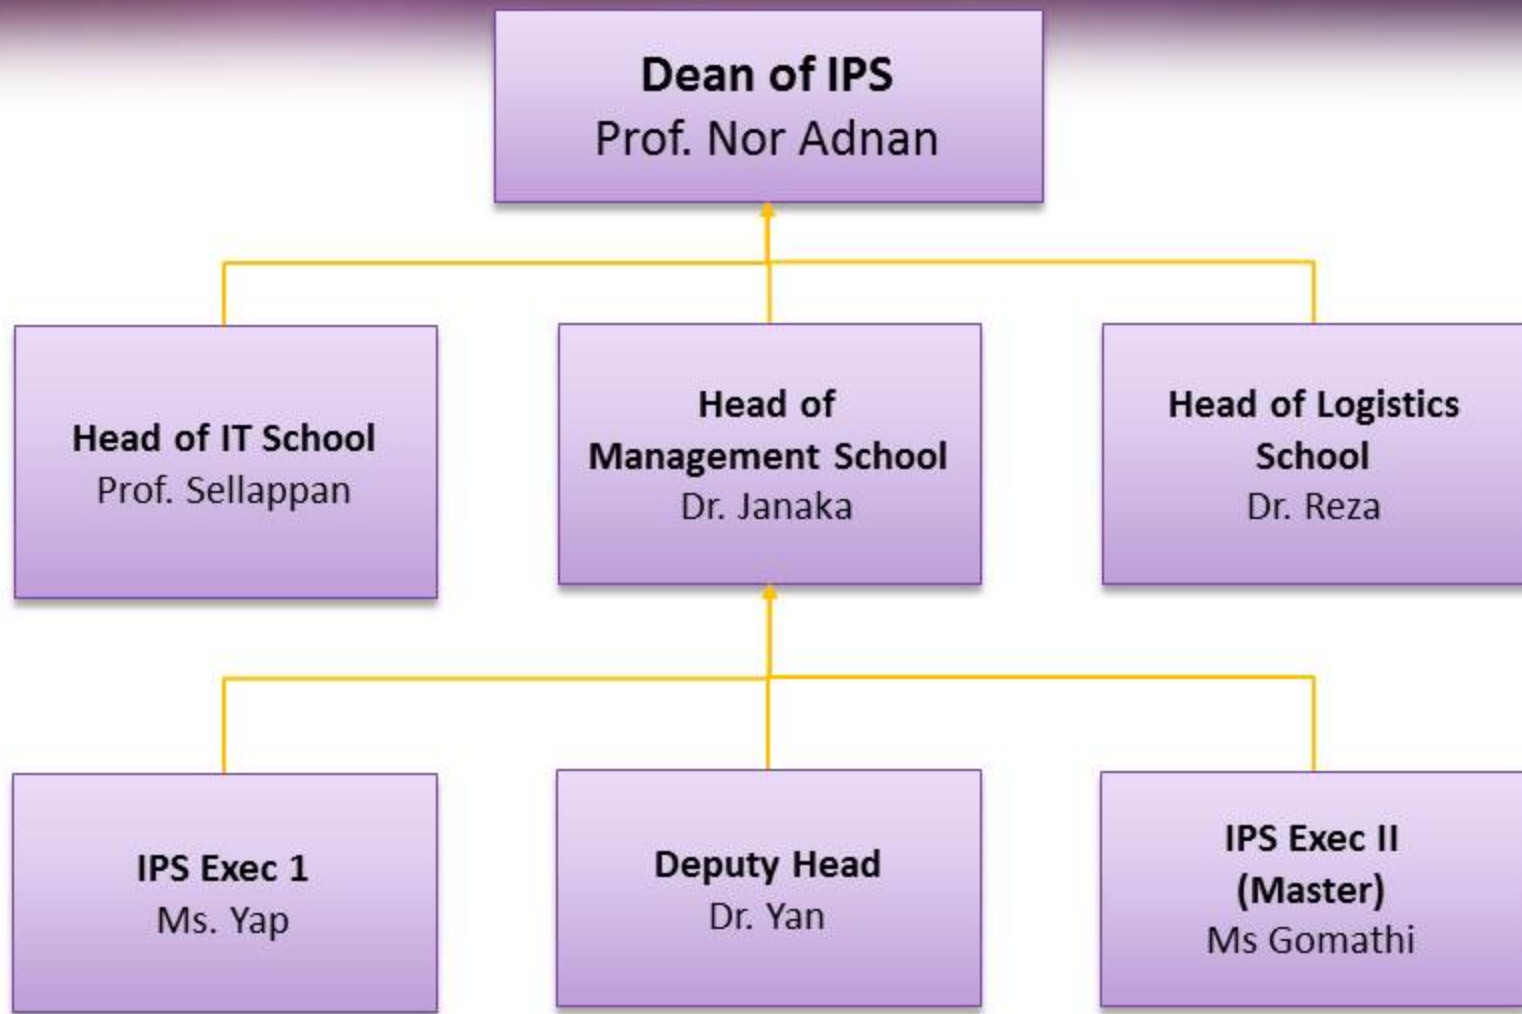 Dean of IPS
Prof. Nor Adnan
Head of IT School
Prof. Sellappan
Head of
Management School
Dr. Janaka
Head of Logistics
School
Dr. Reza
IPS Exec 1
Ms. Yap
Deputy Head
Dr. Yan
IPS Exec II
(Master)
Ms Gomathi